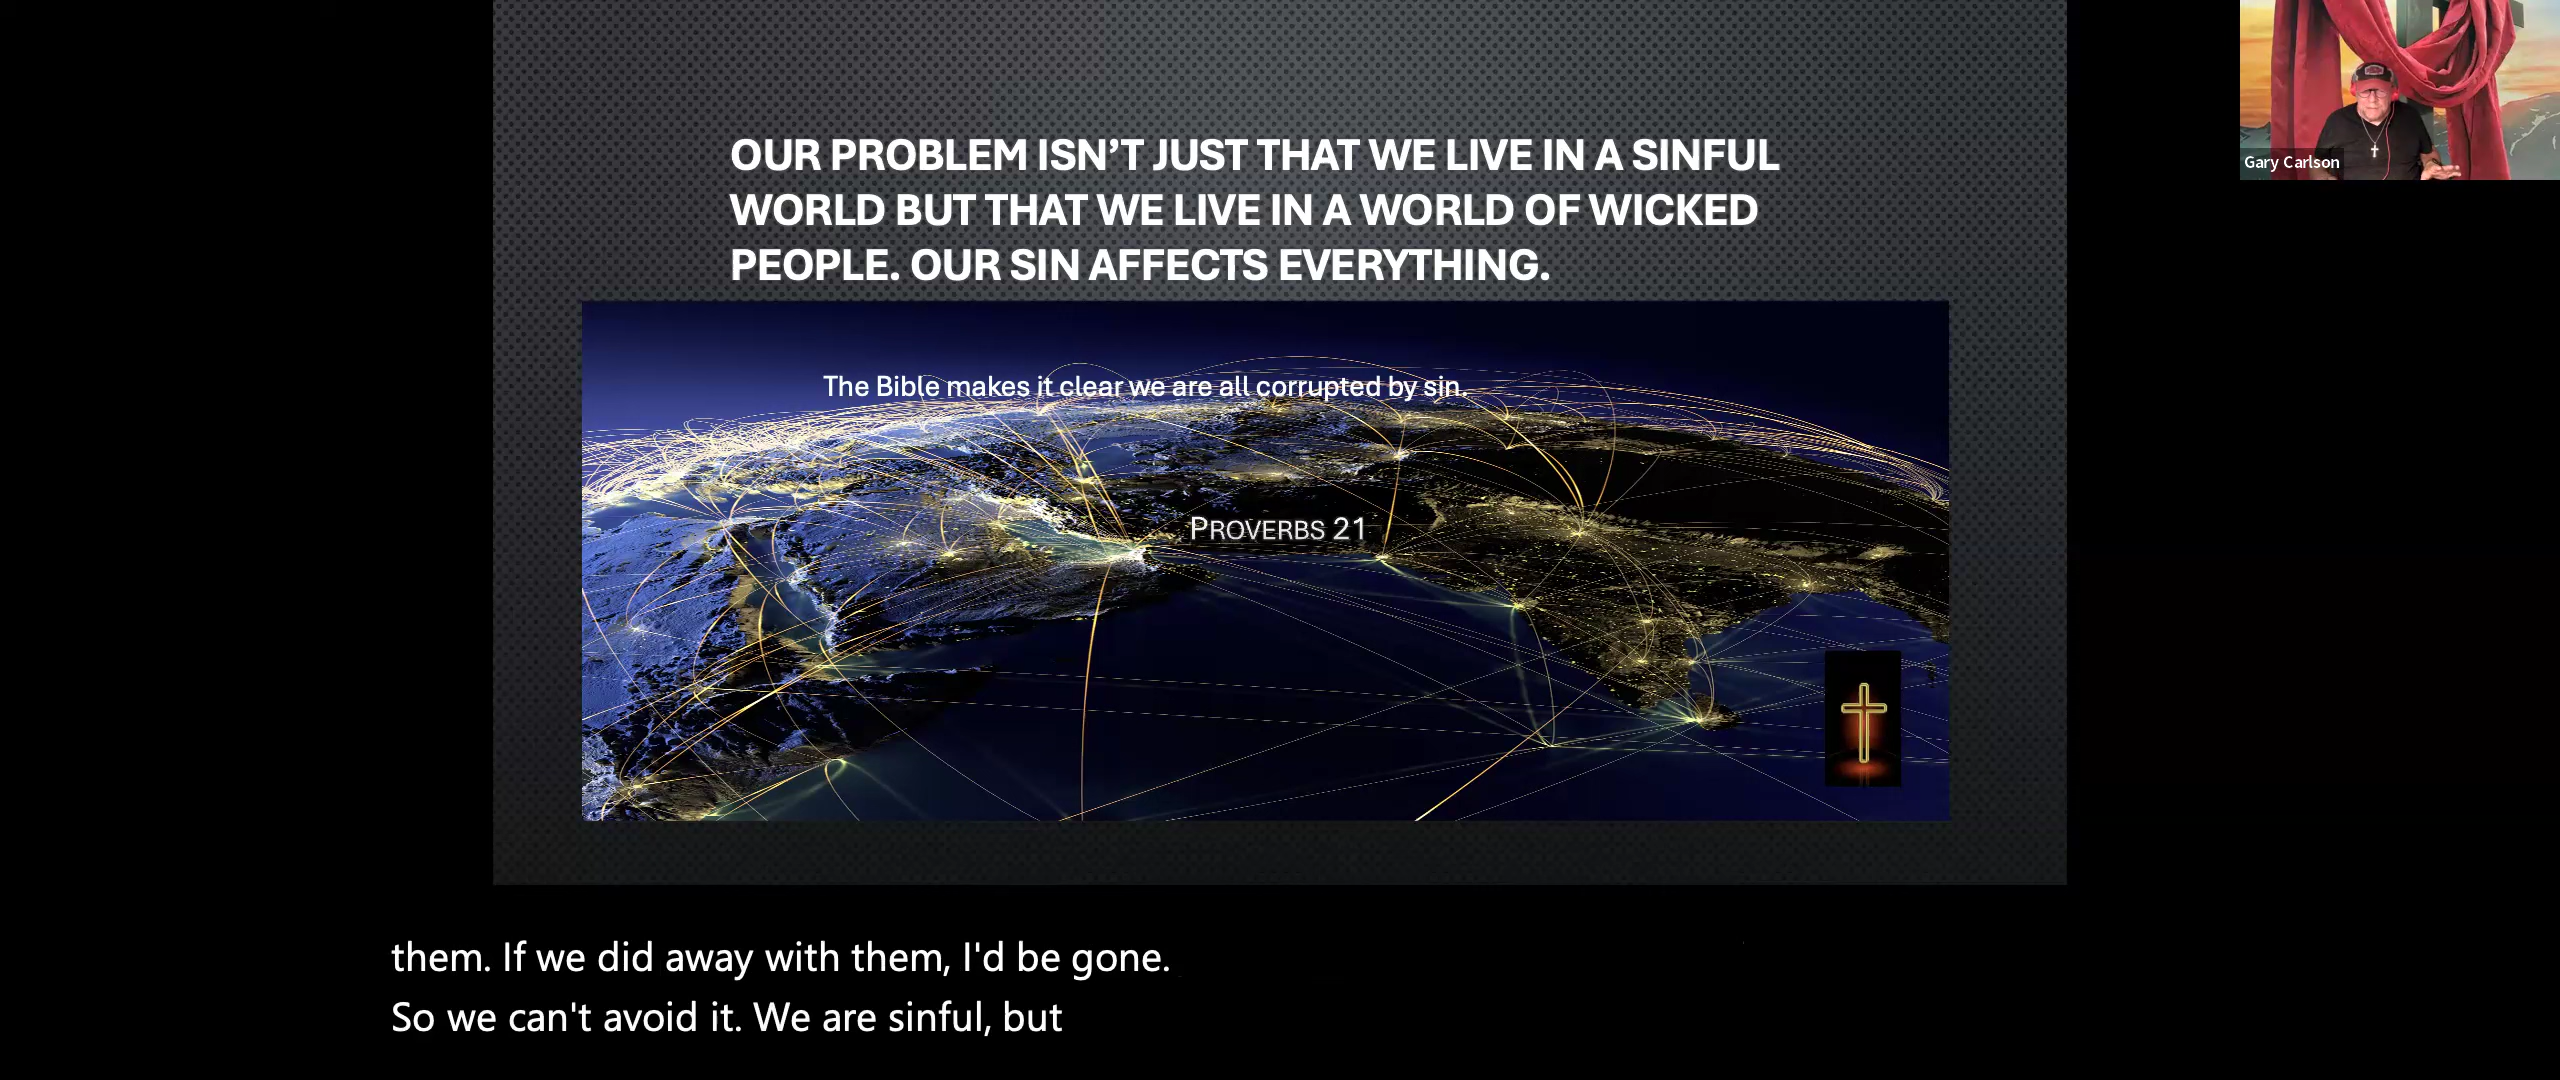 OUR PROBLEM ISN’T JUST THAT WE LIVE IN A SINFUL
WORLD BUT THAT WE LIVE IN A WORLD OF WICKED
PEOPLE. OUR SIN AFFECTS EVERYTHING.
Gary Carlson
The Bible makes it clear we are all corrupted by sin.
PROVERBS 21
them. If we did away with them, I'd be gone.
So we can't avoid it. We are sinful, but